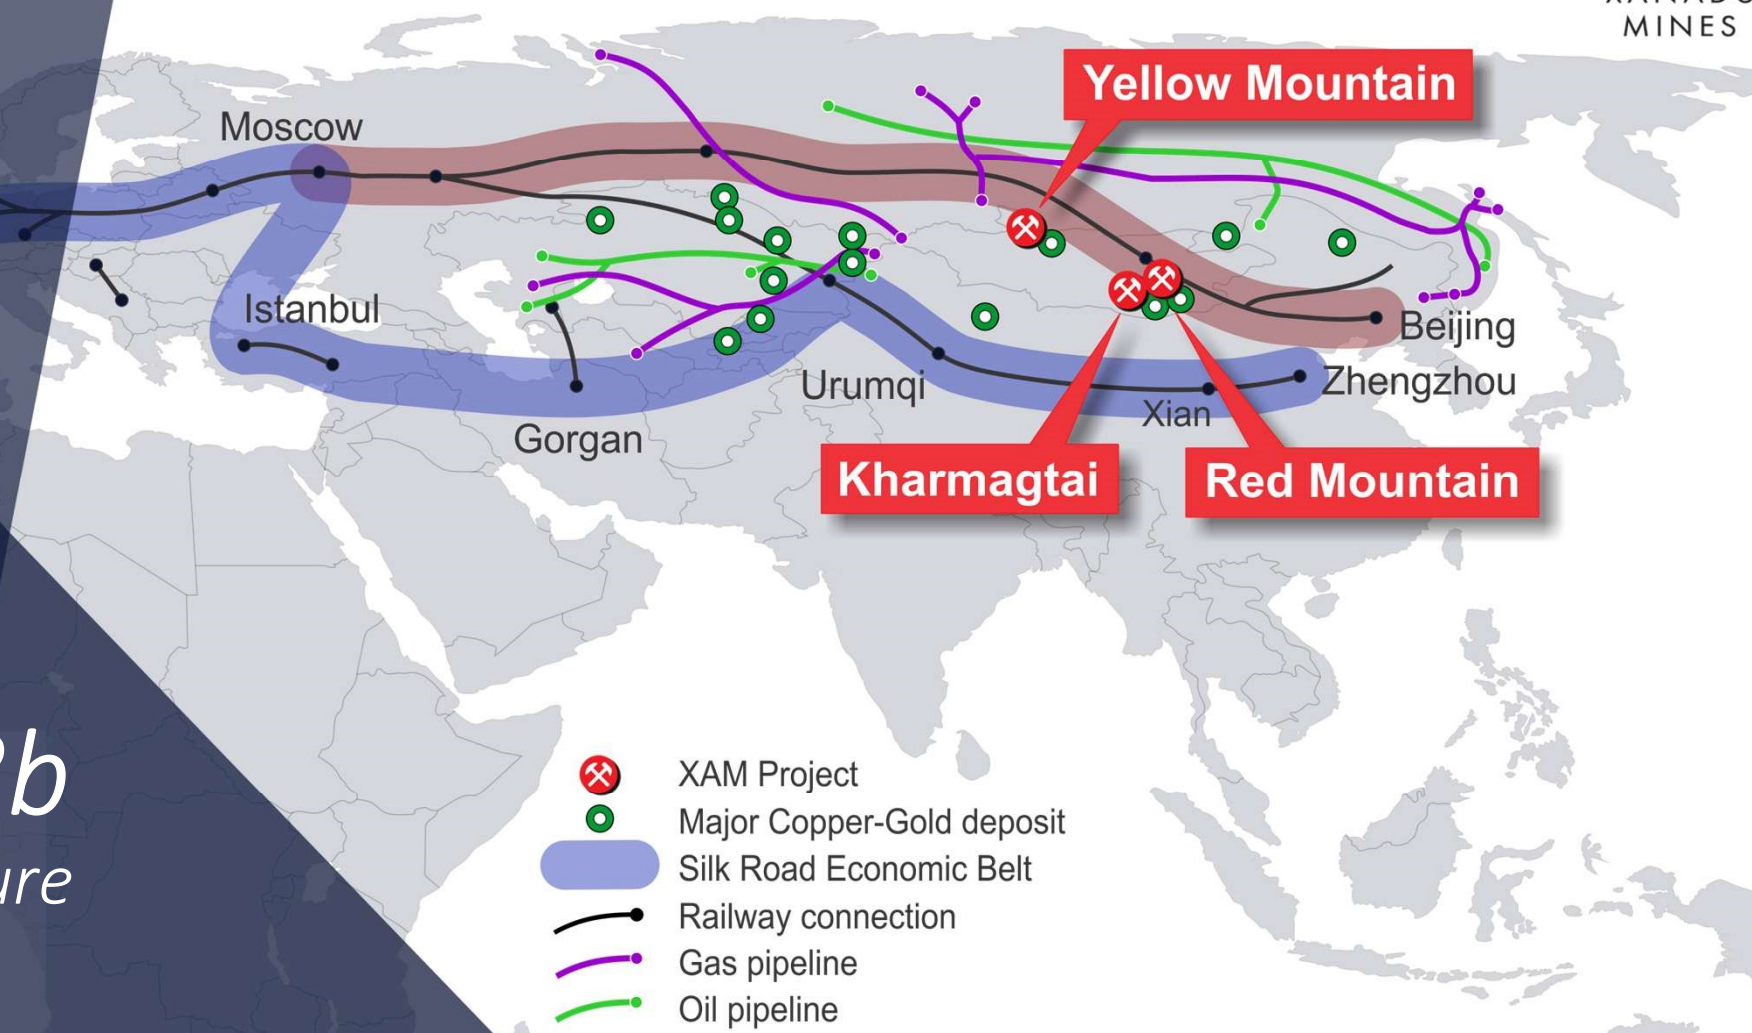 MINES
Yellow Mountain
Moscow
Istanbul
Beijing
Urumqi
Zhengzhou
Xian
Gorgan
Kharmagtai
Red Mountain
XAM Project
Major Copper-Gold deposit
Silk Road Economic Belt
Railway connection
Gas pipeline
Oil pipeline